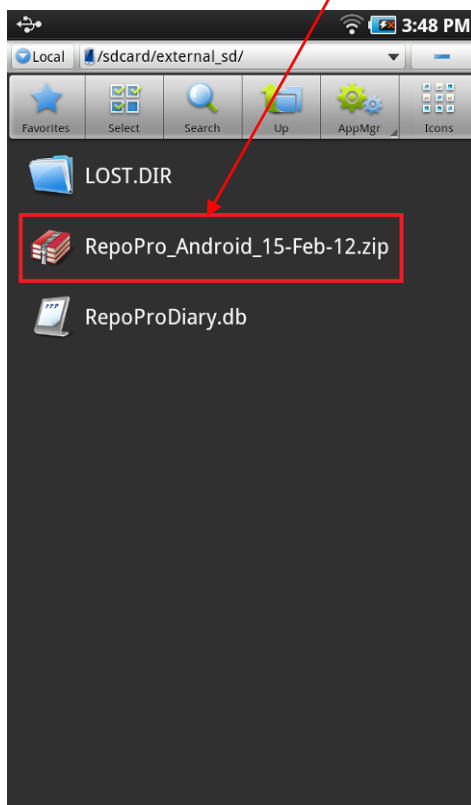 3:48 PM
Local /sdcard/external_sd/
Favorites Select Search Up AppMgr Icons
LOST.DIR
RepoPro_Android_15-Feb-12.zip
???
RepoProDiary.db